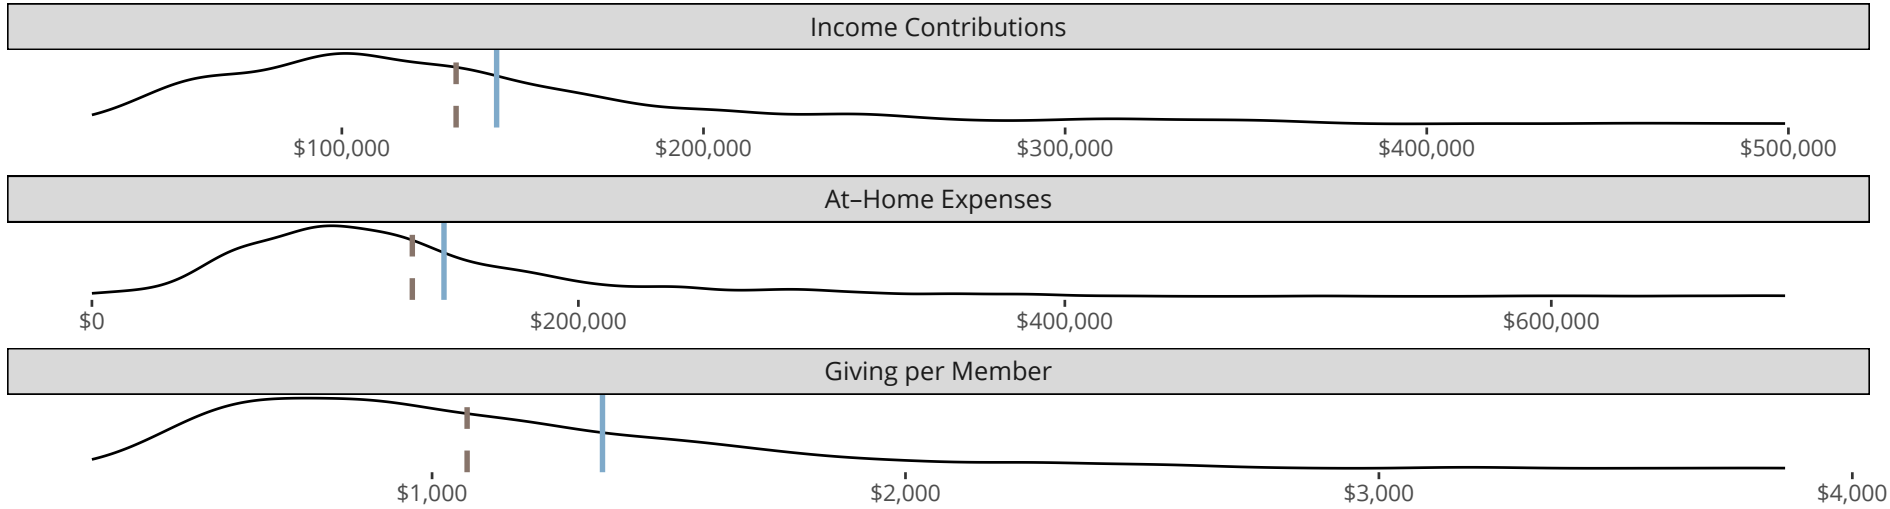 Income Contributions
$100,000 $200,000 $300,000 $400,000 $500,000
At–Home Expenses
$0 $200,000 $400,000 $600,000
Giving per Member
$1,000 $2,000 $3,000 $4,000